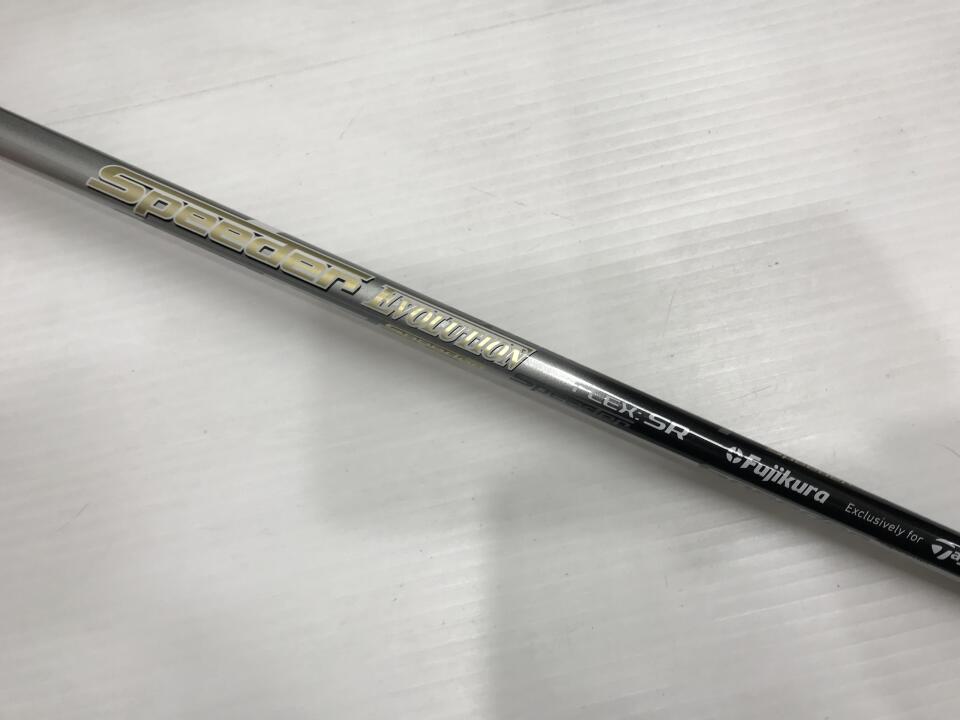 Speeder
EVOLUTION
FLEX: SR
Fujikura
Exclusively for